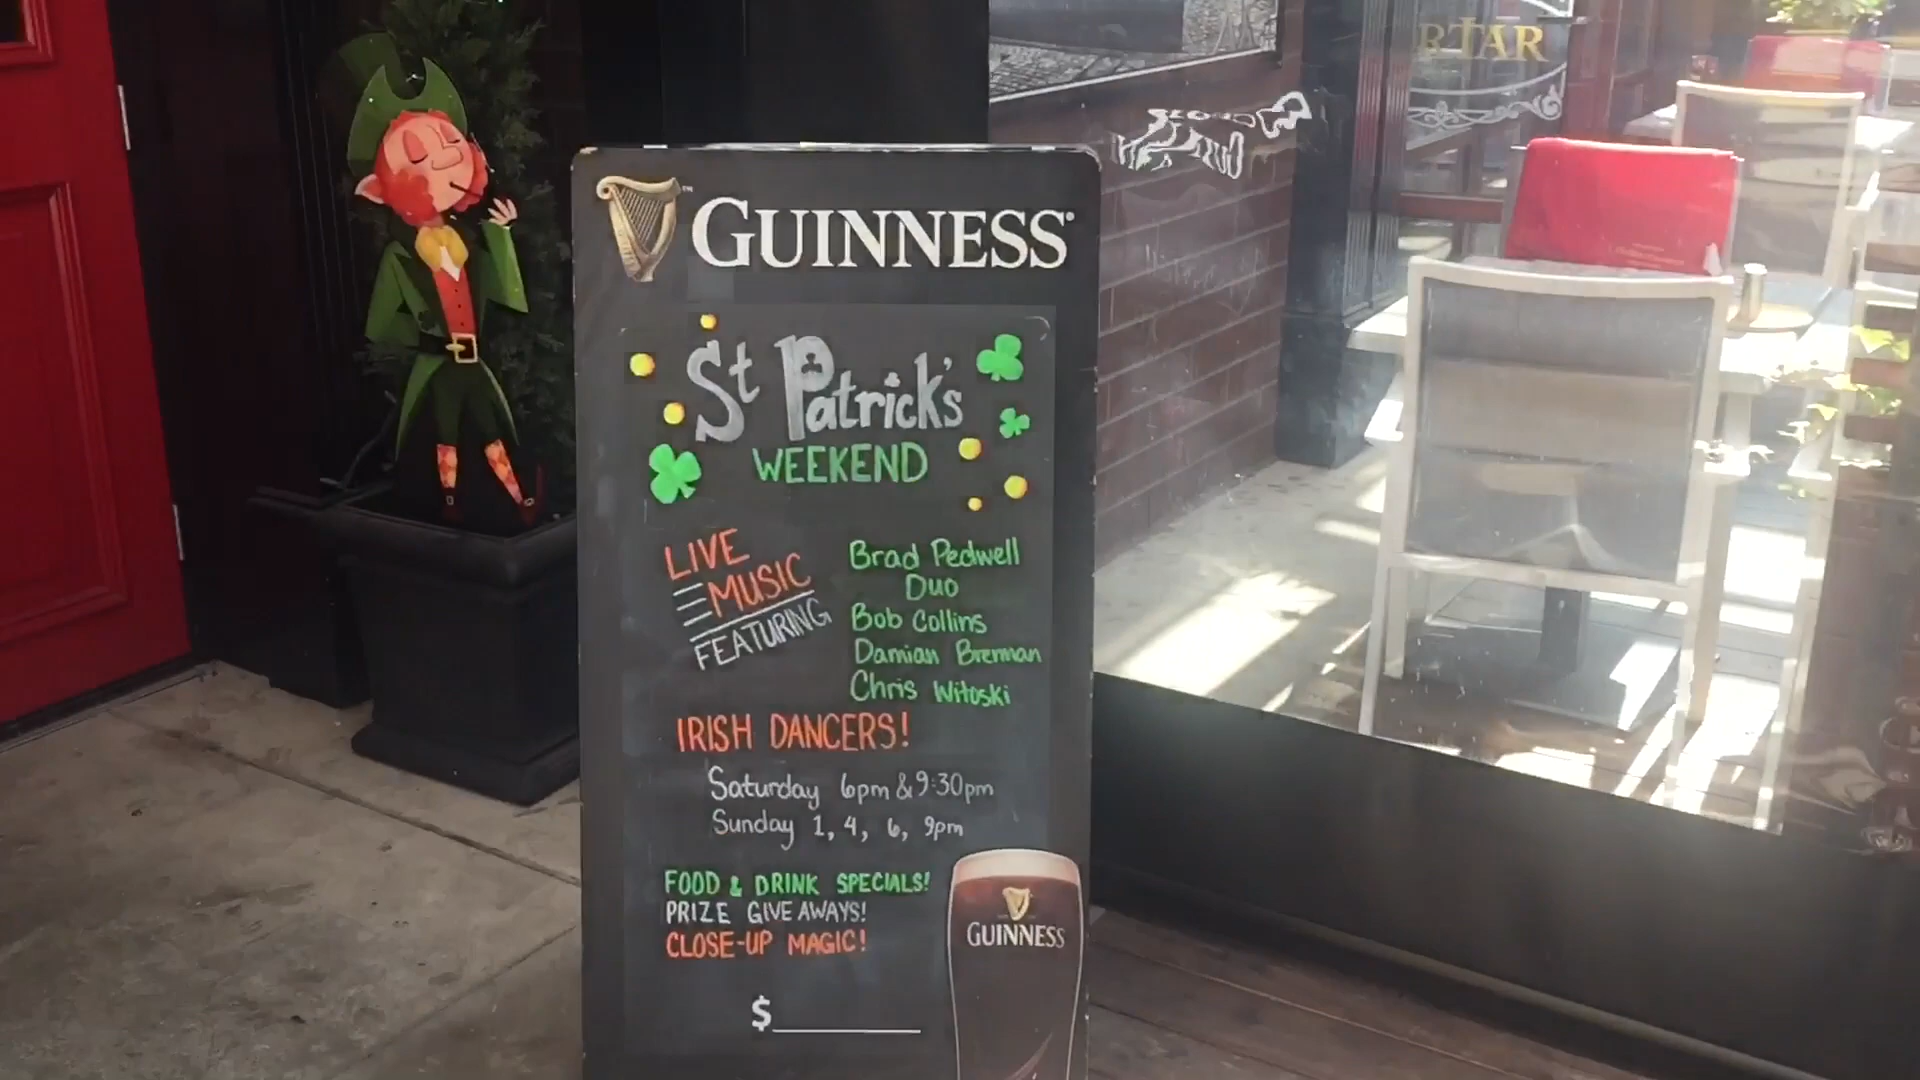 GUINNESS
St Patrick's
WEEKEND
LIVE
MUSIC
FEATURING
Brad Pedwell
Duo
Bob Collins
Damian Brennan
Chris Witoski
IRISH DANCERS!
Saturday 6pm & 9:30pm
Sunday 1, 4, 6, 9pm
FOOD & DRINK SPECIALS!
PRIZE GIVE AWAYS!
CLOSE-UP MAGIC!
$
GUINNESS